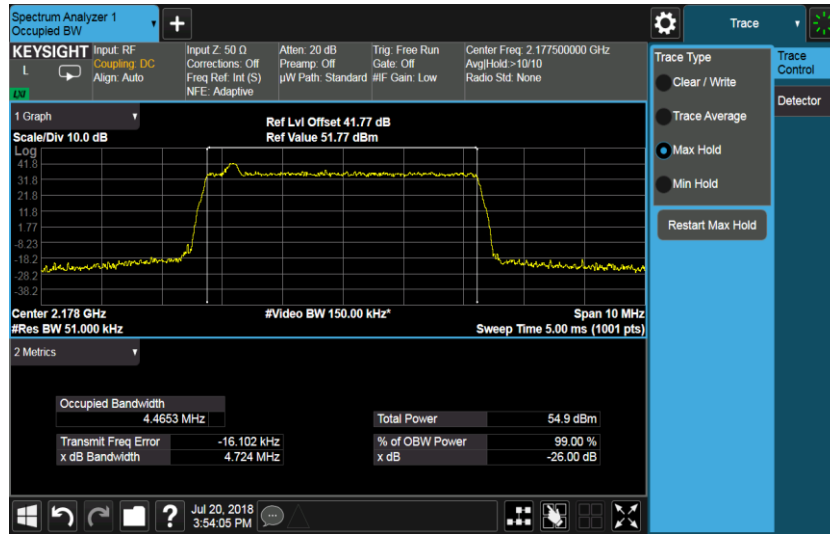 Spectrum Analyzer 1
Occupied BW
+
Trace
KEYSIGHT
L
LXI
Input: RF
Coupling: DC
Align: Auto
Input Z: 50 Ω
Corrections: Off
Freq Ref: Int (S)
NFE: Adaptive
Atten: 20 dB
Preamp: Off
µW Path: Standard
Trig: Free Run
Gate: Off
#IF Gain: Low
Center Freq: 2.177500000 GHz
Avg|Hold:>10/10
Radio Std: None
Trace Type
Clear / Write
Trace Average
Max Hold
Min Hold
Restart Max Hold
Trace
Control
Detector
1 Graph
Scale/Div 10.0 dB
Ref Lvl Offset 41.77 dB
Ref Value 51.77 dBm
Log
41.8
31.8
21.8
11.8
1.77
-8.23
-18.2
-28.2
-38.2
Center 2.178 GHz
#Video BW 150.00 kHz*
Span 10 MHz
#Res BW 51.000 kHz
Sweep Time 5.00 ms (1001 pts)
2 Metrics
Occupied Bandwidth
4.4653 MHz
Total Power 54.9 dBm
Transmit Freq Error -16.102 kHz
% of OBW Power 99.00 %
x dB Bandwidth 4.724 MHz
x dB -26.00 dB
?
Jul 20, 2018
3:54:05 PM